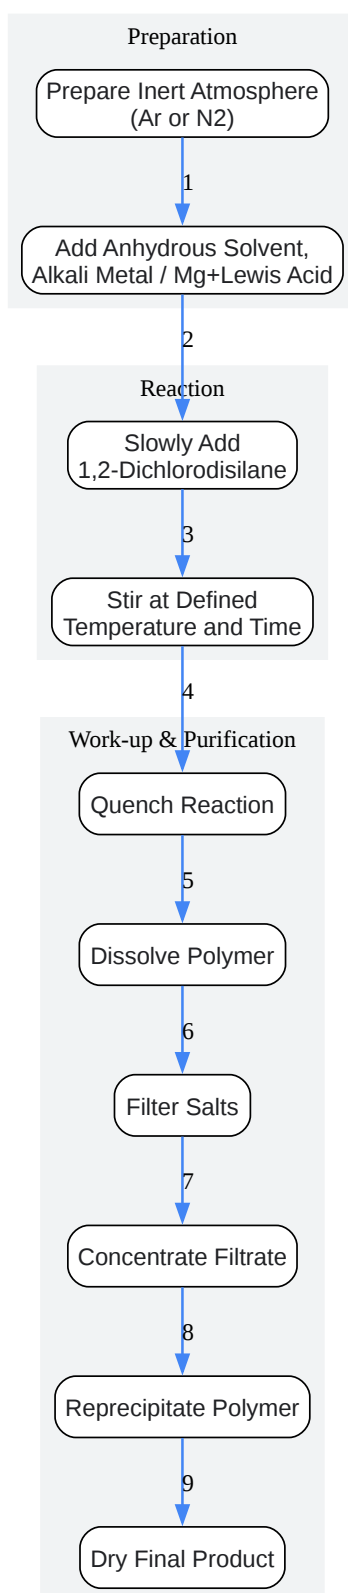 Preparation
Prepare Inert Atmosphere
(Ar or N2)
1
Add Anhydrous Solvent,
Alkali Metal / Mg+Lewis Acid
2
Reaction
Slowly Add
1,2-Dichlorodisilane
3
Stir at Defined
Temperature and Time
4
Work-up & Purification
Quench Reaction
5
Dissolve Polymer
6
Filter Salts
7
Concentrate Filtrate
8
Reprecipitate Polymer
9
Dry Final Product